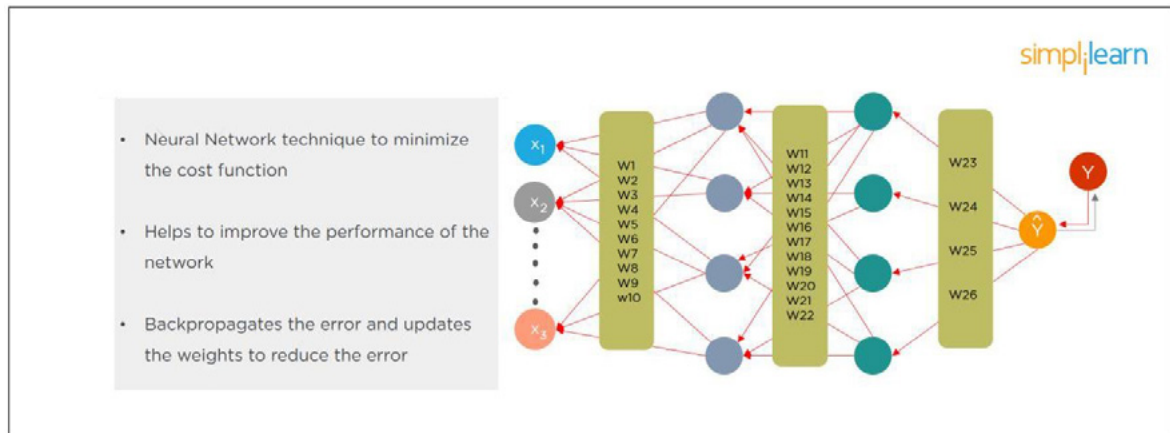 simplilearn
• Neural Network technique to minimize
the cost function
• Helps to improve the performance of the
network
• Backpropagates the error and updates
the weights to reduce the error
x1
x2
x3
W1
W2
W3
W4
W5
W6
W7
W8
W9
w10
W11
W12
W13
W14
W15
W16
W17
W18
W19
W20
W21
W22
W23
W24
W25
W26
Ŷ
Y